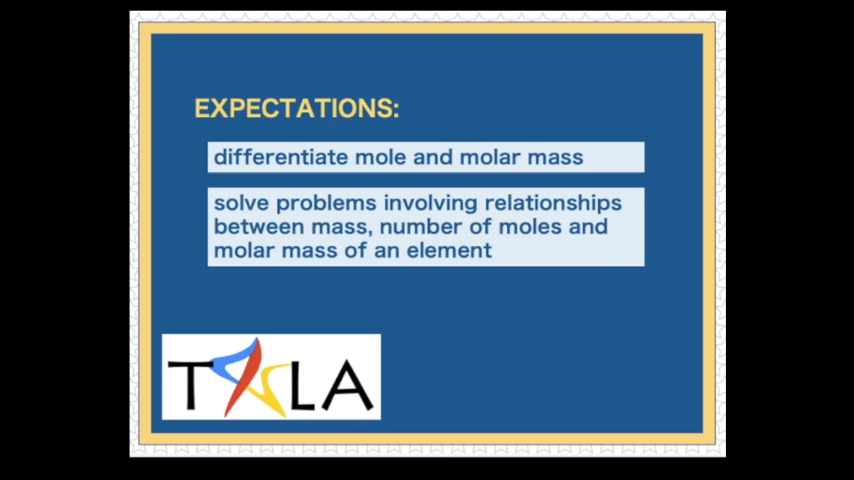 EXPECTATIONS:
differentiate mole and molar mass
solve problems involving relationships
between mass, number of moles and
molar mass of an element
TALA